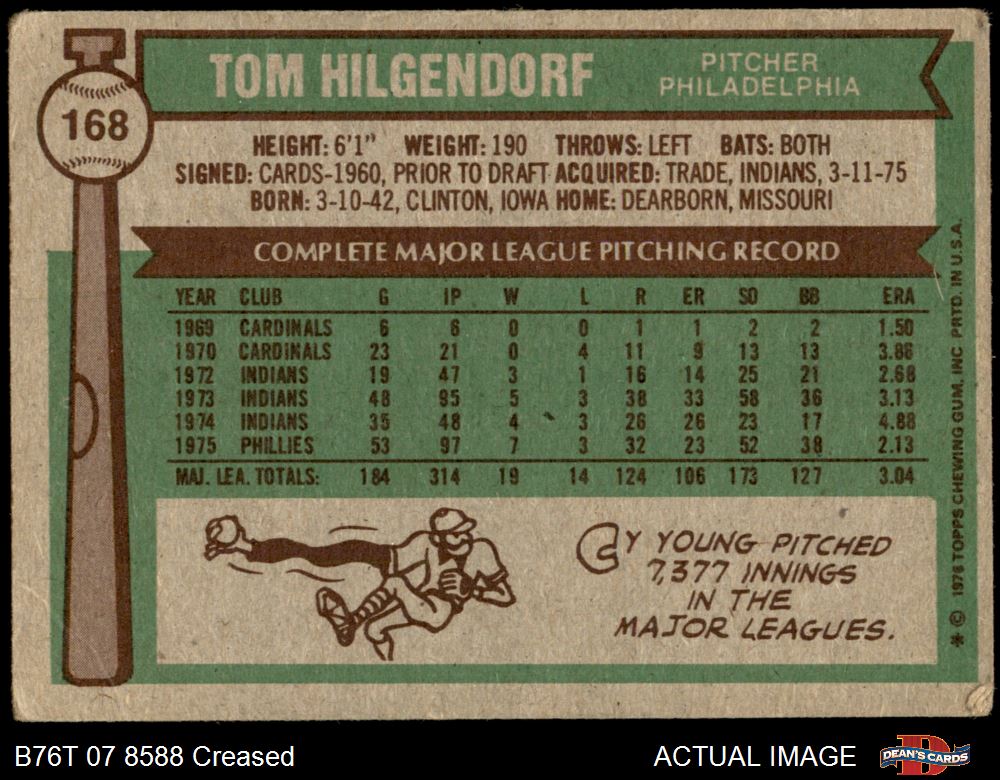 168
TOM HILGENDORF
PITCHER
PHILADELPHIA
HEIGHT: 6'1" WEIGHT: 190 THROWS: LEFT BATS: BOTH
SIGNED: CARDS-1960, PRIOR TO DRAFT ACQUIRED: TRADE, INDIANS, 3-11-75
BORN: 3-10-42, CLINTON, IOWA HOME: DEARBORN, MISSOURI
COMPLETE MAJOR LEAGUE PITCHING RECORD
YEAR CLUB G IP W L R ER SO BB ERA
1969 CARDINALS 6 6 0 0 1 1 2 2 1.50
1970 CARDINALS 23 21 0 4 11 9 13 13 3.86
1972 INDIANS 19 47 3 1 16 14 25 21 2.68
1973 INDIANS 48 95 5 3 38 33 58 36 3.13
1974 INDIANS 35 48 4 3 26 26 23 17 4.88
1975 PHILLIES 53 97 7 3 32 23 52 38 2.13
MAJ. LEA. TOTALS: 184 314 19 14 124 106 173 127 3.04
CY YOUNG PITCHED
7,377 INNINGS
IN THE
MAJOR LEAGUES.
* © 1976 TOPPS CHEWING GUM, INC PRTD. IN U.S.A.
B76T 07 8588 Creased
ACTUAL IMAGE
DEAN'S CARDS